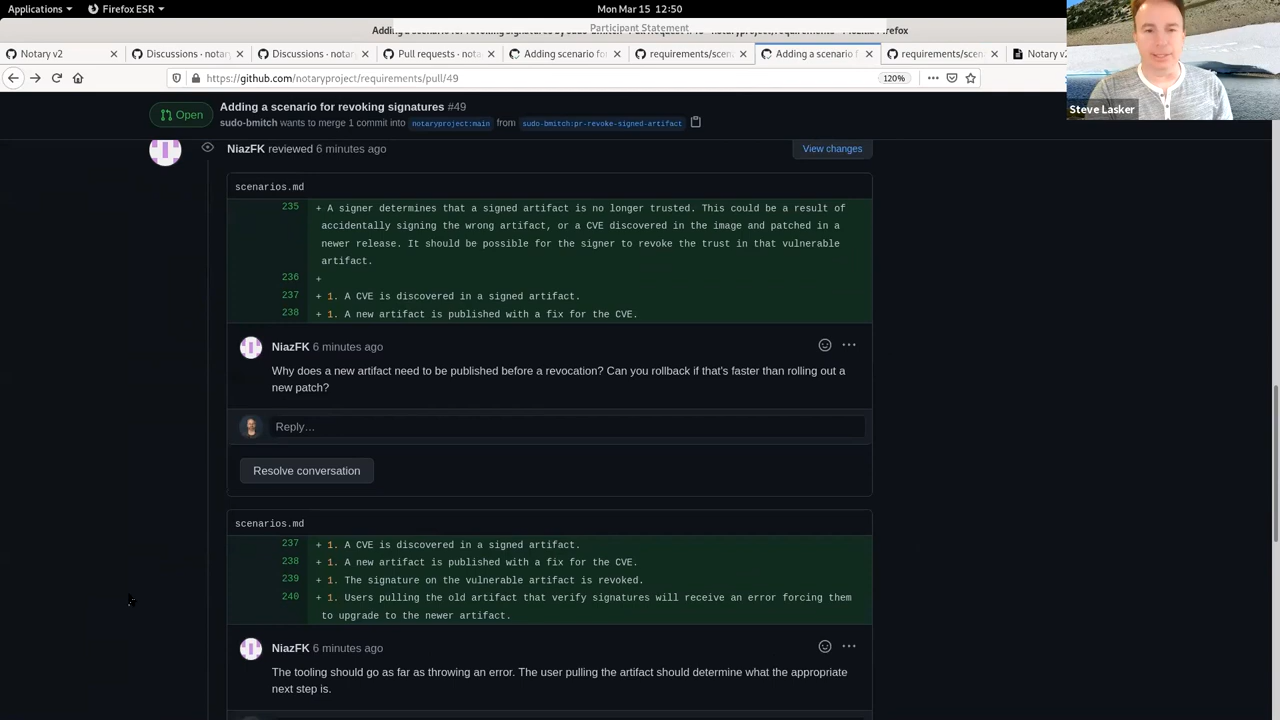 Applications
Firefox ESR
Mon Mar 15 12:50
Participant Statement
Notary v2
Discussions · notar
Discussions · notar
Pull requests · nota
Adding scenario for
requirements/scen
Adding a scenario f
requirements/scen
Notary v
https://github.com/notaryproject/requirements/pull/49
120%
Steve Lasker
Open
Adding a scenario for revoking signatures #49
sudo-bmitch wants to merge 1 commit into notaryproject:main from sudo-bmitch:pr-revoke-signed-artifact
NiazFK reviewed 6 minutes ago
View changes
scenarios.md
235 + A signer determines that a signed artifact is no longer trusted. This could be a result of
accidentally signing the wrong artifact, or a CVE discovered in the image and patched in a
newer release. It should be possible for the signer to revoke the trust in that vulnerable
artifact.
236 +
237 + 1. A CVE is discovered in a signed artifact.
238 + 1. A new artifact is published with a fix for the CVE.
NiazFK 6 minutes ago
Why does a new artifact need to be published before a revocation? Can you rollback if that's faster than rolling out a
new patch?
Reply…
Resolve conversation
scenarios.md
237 + 1. A CVE is discovered in a signed artifact.
238 + 1. A new artifact is published with a fix for the CVE.
239 + 1. The signature on the vulnerable artifact is revoked.
240 + 1. Users pulling the old artifact that verify signatures will receive an error forcing them
to upgrade to the newer artifact.
NiazFK 6 minutes ago
The tooling should go as far as throwing an error. The user pulling the artifact should determine what the appropriate
next step is.